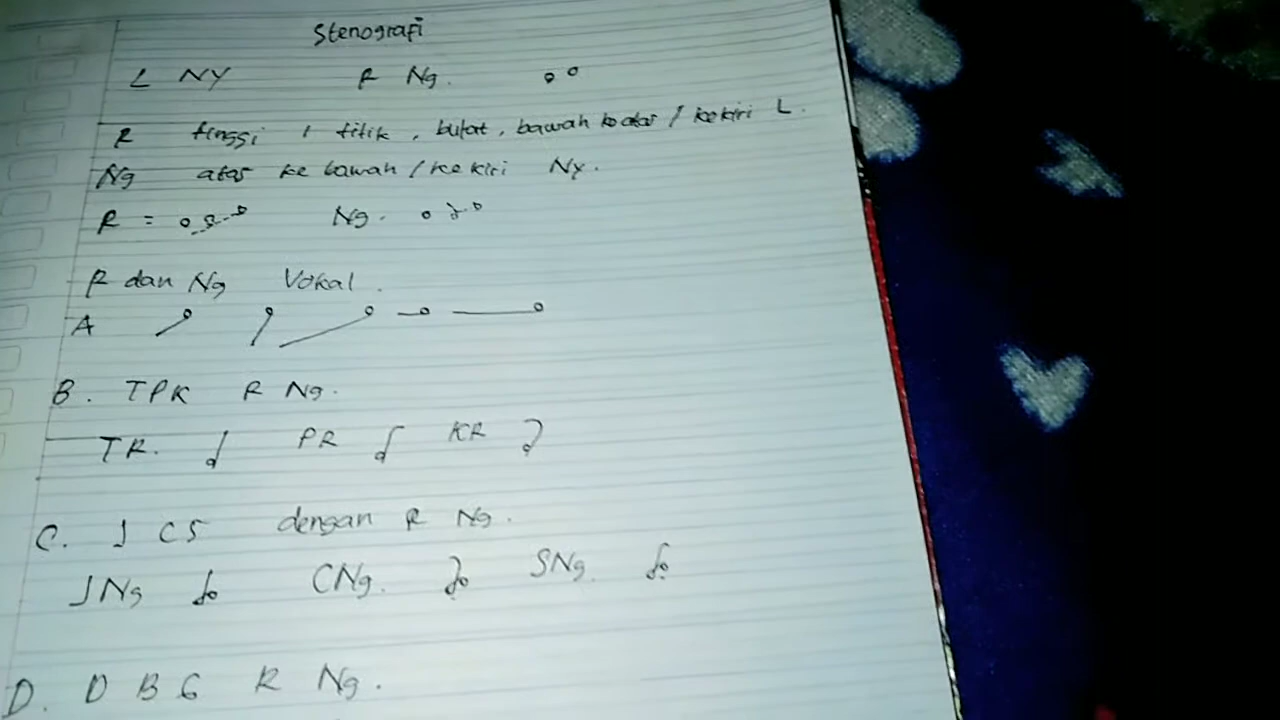 Stenografi
L NY R Ng.
R tinggi 1 titik, bulat, bawah ke atas / ke kiri L.
Ng atas ke bawah / ke kiri Ny.
R = Ng.
R dan Ng Vokal.
A
B. TPK R Ng.
TR. PR KR
C. J C S dengan R Ng.
JNg CNg. SNg.
D. D B G R Ng.